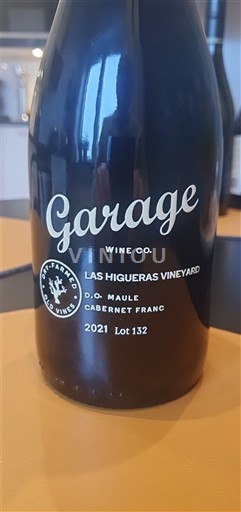 Garage
WINE CO.
VINIOU
LAS HIGUERAS VINEYARD
DRY-FARMED
OLD VINES
D.O. MAULE
CABERNET FRANC
2021 Lot 132